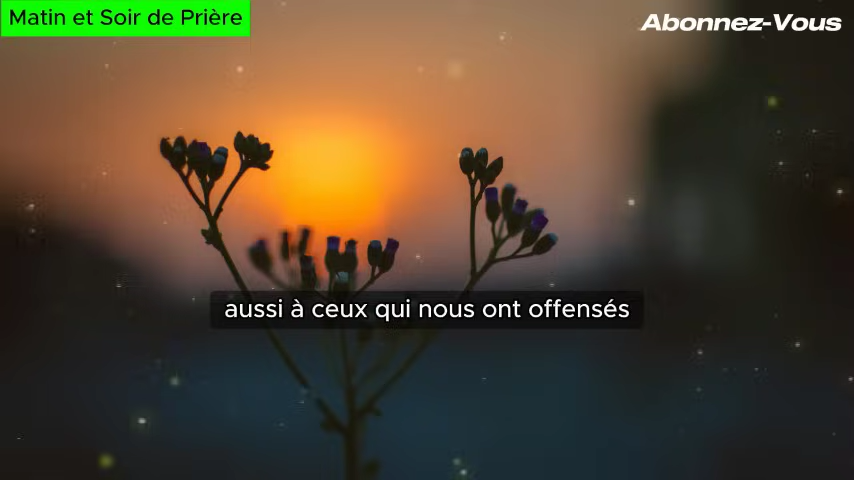 Matin et Soir de Prière
Abonnez-Vous
aussi à ceux qui nous ont offensés